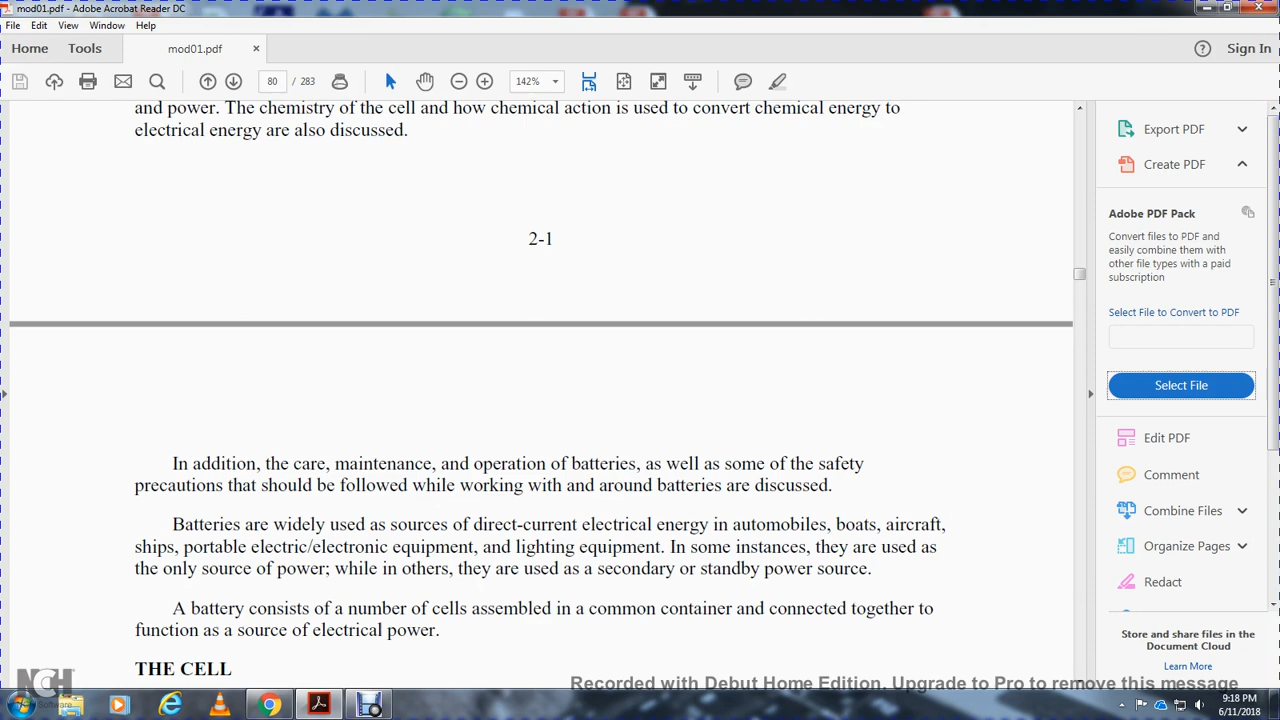 mod01.pdf - Adobe Acrobat Reader DC
File Edit View Window Help
Home Tools mod01.pdf × Sign In
80 / 283 142%
and power. The chemistry of the cell and how chemical action is used to convert chemical energy to
electrical energy are also discussed.
2-1
In addition, the care, maintenance, and operation of batteries, as well as some of the safety
precautions that should be followed while working with and around batteries are discussed.
Batteries are widely used as sources of direct-current electrical energy in automobiles, boats, aircraft,
ships, portable electric/electronic equipment, and lighting equipment. In some instances, they are used as
the only source of power; while in others, they are used as a secondary or standby power source.
A battery consists of a number of cells assembled in a common container and connected together to
function as a source of electrical power.
THE CELL
Export PDF
Create PDF
Adobe PDF Pack
Convert files to PDF and
easily combine them with
other file types with a paid
subscription
Select File to Convert to PDF
Select File
Edit PDF
Comment
Combine Files
Organize Pages
Redact
Store and share files in the
Document Cloud
Learn More
NCH
Software
Recorded with Debut Home Edition. Upgrade to Pro to remove this message
9:18 PM
6/11/2018